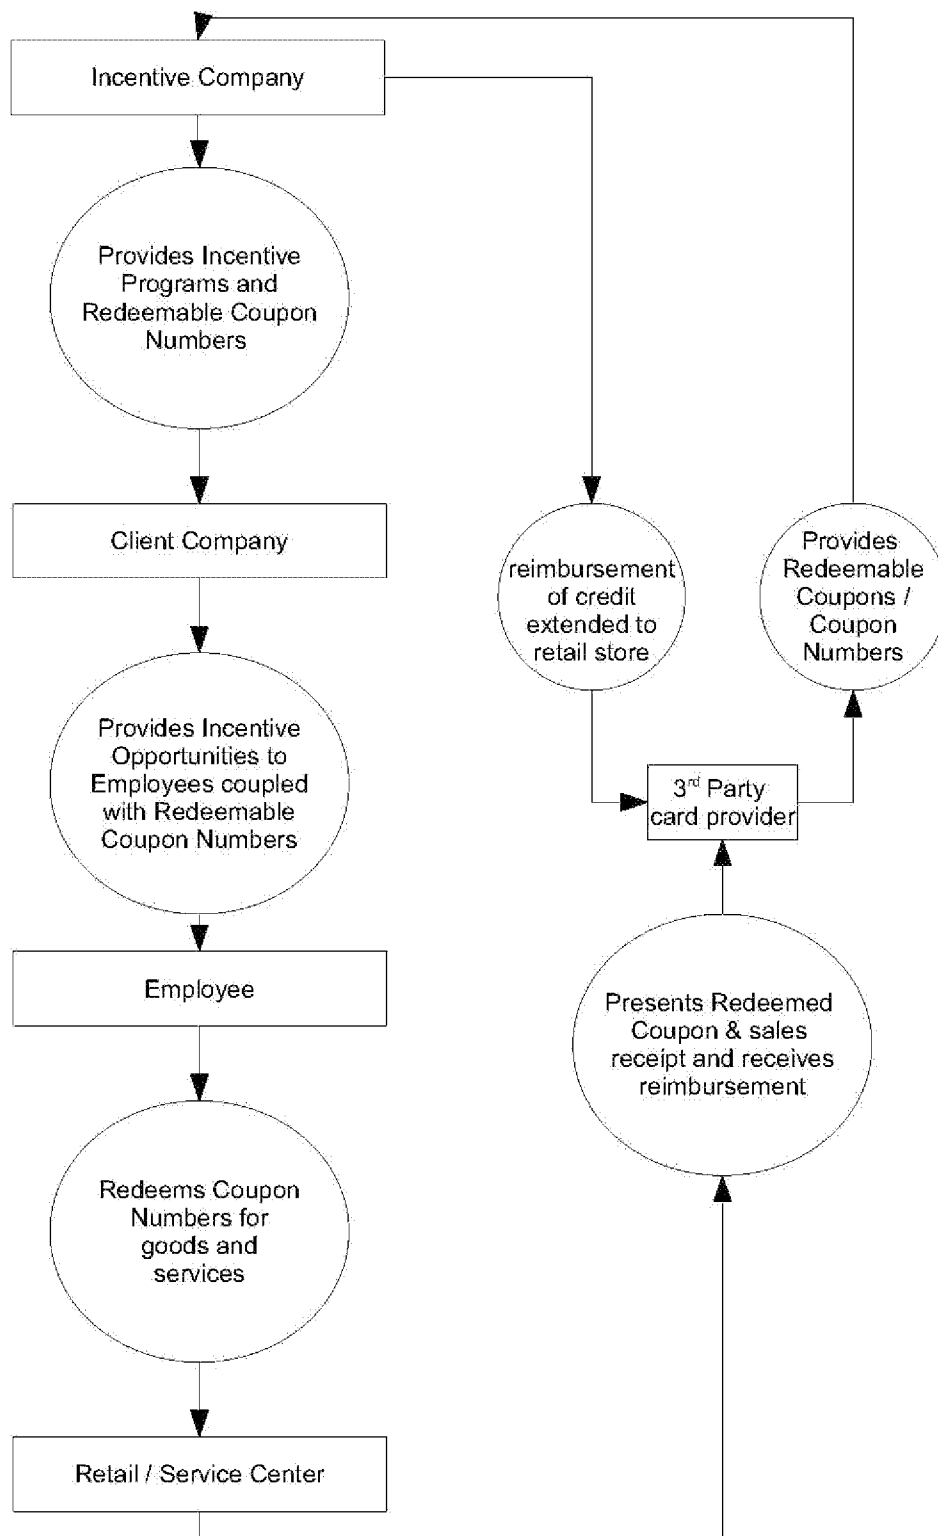 Incentive Company
Provides Incentive
Programs and
Redeemable Coupon
Numbers
Client Company
Provides Incentive
Opportunities to
Employees coupled
with Redeemable
Coupon Numbers
Employee
Redeems Coupon
Numbers for
goods and
services
Retail / Service Center
reimbursement
of credit
extended to
retail store
Provides
Redeemable
Coupons /
Coupon
Numbers
3rd Party
card provider
Presents Redeemed
Coupon & sales
receipt and receives
reimbursement